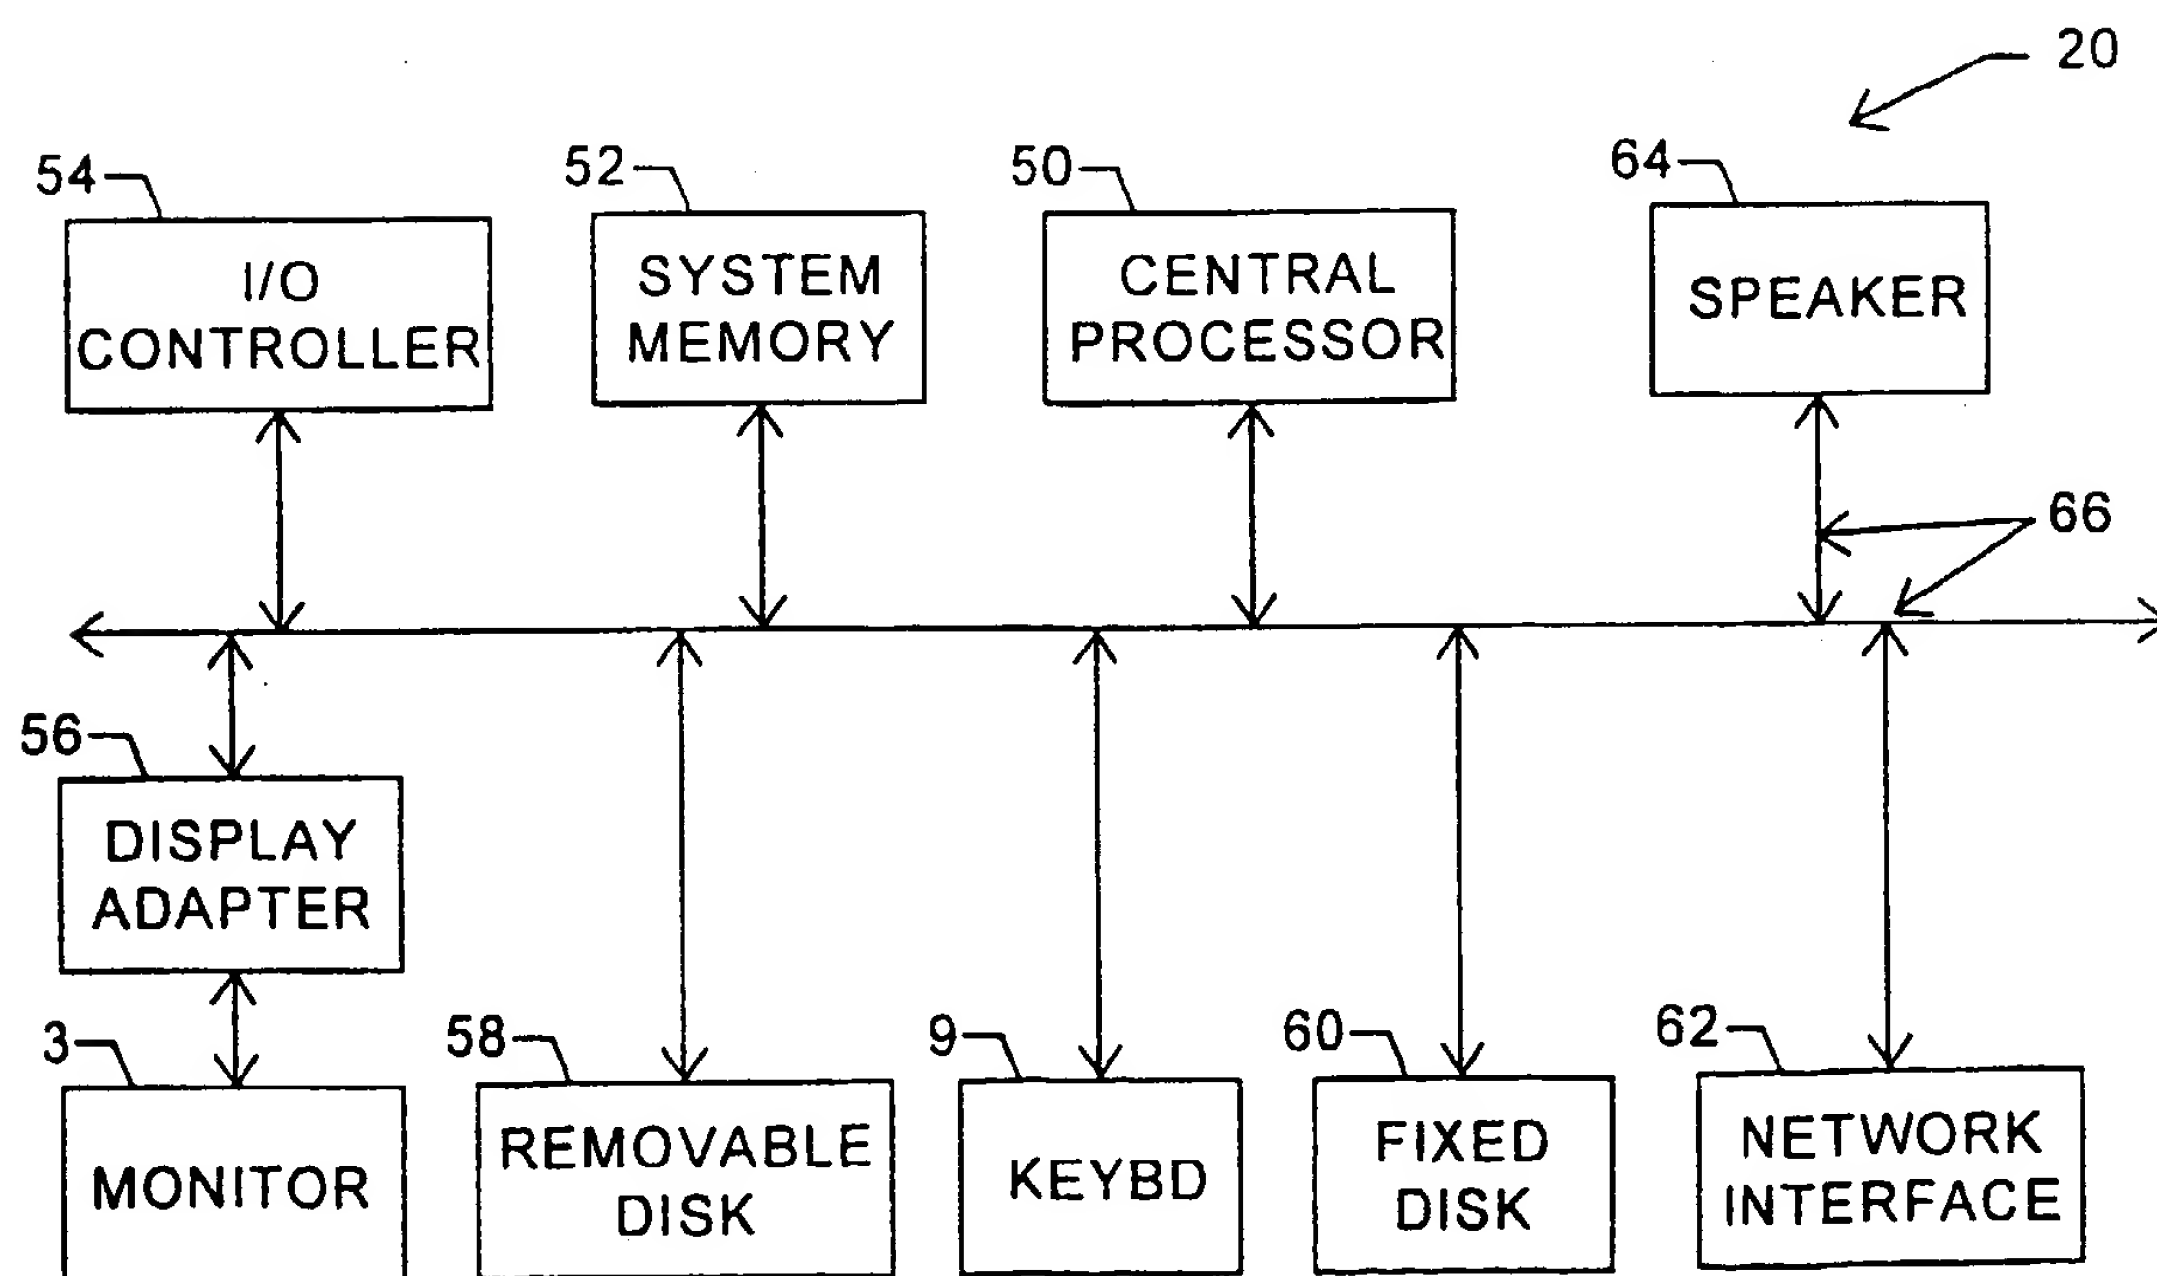 20
54
52
50
64
I/O
CONTROLLER
SYSTEM
MEMORY
CENTRAL
PROCESSOR
SPEAKER
66
56
DISPLAY
ADAPTER
3
58
9
60
62
MONITOR
REMOVABLE
DISK
KEYBD
FIXED
DISK
NETWORK
INTERFACE